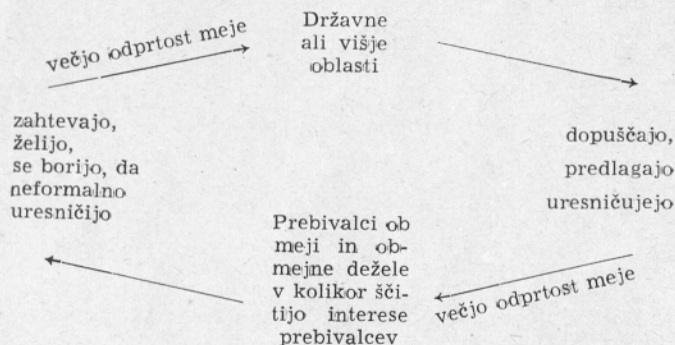 večjo odprtost meje
Državne
ali višje
oblasti
zahtevajo,
želijo,
se borijo, da
neformalno
uresničijo
dopuščajo,
predlagajo
uresničujejo
Prebivalci ob
meji in ob-
mejne dežele
v kolikor šči-
tijo interese
prebivalcev
večjo odprtost meje